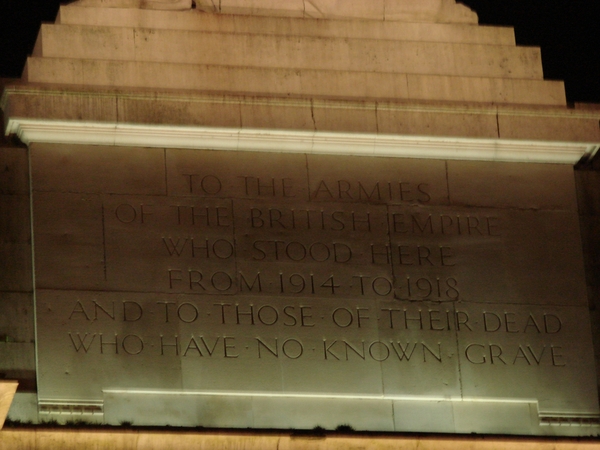 TO THE ARMIES
OF THE BRITISH EMPIRE
WHO STOOD HERE
FROM · 1914 · TO · 1918
AND · TO · THOSE · OF · THEIR · DEAD
WHO · HAVE · NO · KNOWN · GRAVE